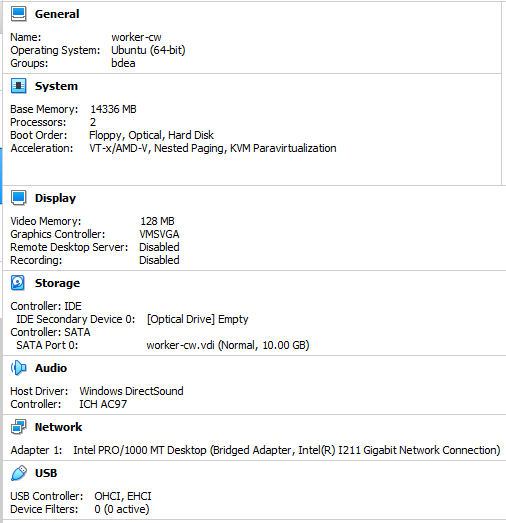 General
Name: worker-cw
Operating System: Ubuntu (64-bit)
Groups: bdea
System
Base Memory: 14336 MB
Processors: 2
Boot Order: Floppy, Optical, Hard Disk
Acceleration: VT-x/AMD-V, Nested Paging, KVM Paravirtualization
Display
Video Memory: 128 MB
Graphics Controller: VMSVGA
Remote Desktop Server: Disabled
Recording: Disabled
Storage
Controller: IDE
IDE Secondary Device 0: [Optical Drive] Empty
Controller: SATA
SATA Port 0: worker-cw.vdi (Normal, 10.00 GB)
Audio
Host Driver: Windows DirectSound
Controller: ICH AC97
Network
Adapter 1: Intel PRO/1000 MT Desktop (Bridged Adapter, Intel(R) I211 Gigabit Network Connection)
USB
USB Controller: OHCI, EHCI
Device Filters: 0 (0 active)